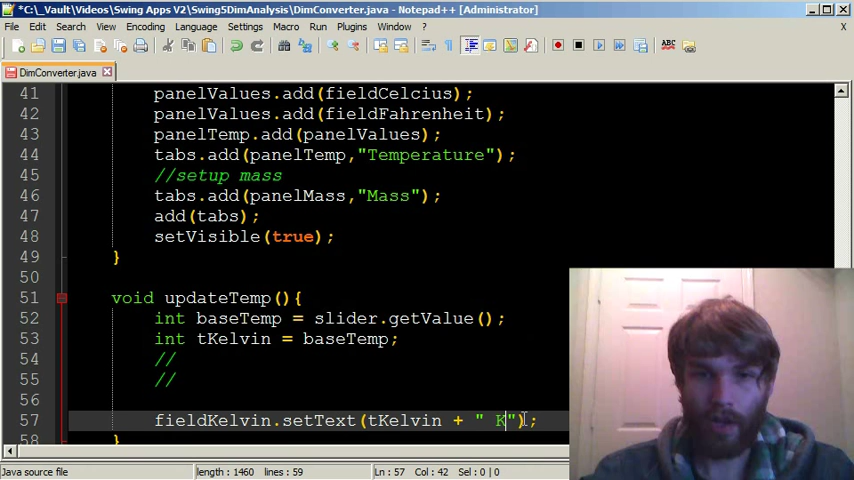 *C:\_Vault\Videos\Swing Apps V2\Swing5DimAnalysis\DimConverter.java - Notepad++ [Administrator]
File Edit Search View Encoding Language Settings Macro Run Plugins Window ? X
DimConverter.java
41 panelValues.add(fieldCelcius);
42 panelValues.add(fieldFahrenheit);
43 panelTemp.add(panelValues);
44 tabs.add(panelTemp,"Temperature");
45 //setup mass
46 tabs.add(panelMass,"Mass");
47 add(tabs);
48 setVisible(true);
49 }
50
51 void updateTemp(){
52 int baseTemp = slider.getValue();
53 int tKelvin = baseTemp;
54 //
55 //
56
57 fieldKelvin.setText(tKelvin + " K");
58 }
Java source file length : 1460 lines : 59 Ln : 57 Col : 42 Sel : 0 | 0